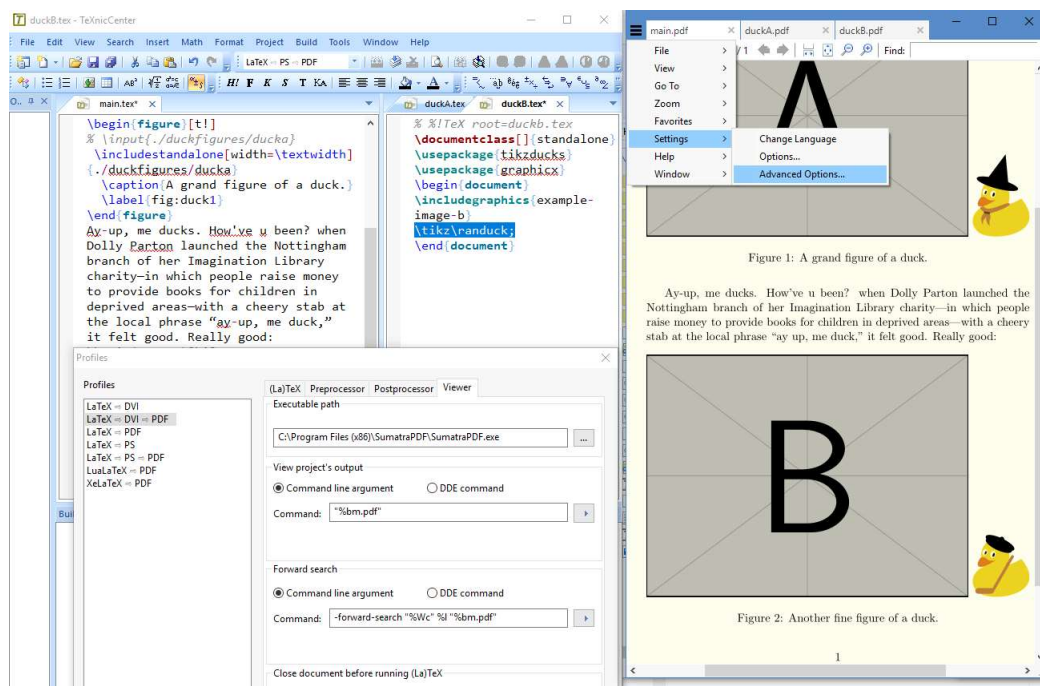 duckB.tex - TeXnicCenter
File Edit View Search Insert Math Format Project Build Tools Window Help
LaTeX ⇨ PS ⇨ PDF
H! F K S T KA
main.tex*
\begin{figure}[t!]
% \input{./duckfigures/ducka}
\includestandalone[width=\textwidth]
{./duckfigures/ducka}
\caption{A grand figure of a duck.}
\label{fig:duck1}
\end{figure}
Ay-up, me ducks. How've u been? when
Dolly Parton launched the Nottingham
branch of her Imagination Library
charity—in which people raise money
to provide books for children in
deprived areas—with a cheery stab at
the local phrase “ay-up, me duck,”
it felt good. Really good:
duckA.tex duckB.tex*
% %!TeX root=duckb.tex
\documentclass[]{standalone}
\usepackage{tikzducks}
\usepackage{graphicx}
\begin{document}
\includegraphics{example-
image-b}
\tikz\randuck;
\end{document}
Profiles
Profiles
LaTeX ⇨ DVI
LaTeX ⇨ DVI ⇨ PDF
LaTeX ⇨ PDF
LaTeX ⇨ PS
LaTeX ⇨ PS ⇨ PDF
LuaLaTeX ⇨ PDF
XeLaTeX ⇨ PDF
(La)TeX Preprocessor Postprocessor Viewer
Executable path
C:\Program Files (x86)\SumatraPDF\SumatraPDF.exe
...
View project's output
Command line argument DDE command
Command: "%bm.pdf"
Forward search
Command line argument DDE command
Command: -forward-search "%Wc" %l "%bm.pdf"
Close document before running (La)TeX
main.pdf duckA.pdf duckB.pdf
/ 1 Find:
File
View
Go To
Zoom
Favorites
Settings
Help
Window
Change Language
Options...
Advanced Options...
A
Figure 1: A grand figure of a duck.
Ay-up, me ducks. How've u been? when Dolly Parton launched the
Nottingham branch of her Imagination Library charity—in which people
raise money to provide books for children in deprived areas—with a cheery
stab at the local phrase “ay up, me duck,” it felt good. Really good:
B
Figure 2: Another fine figure of a duck.
1